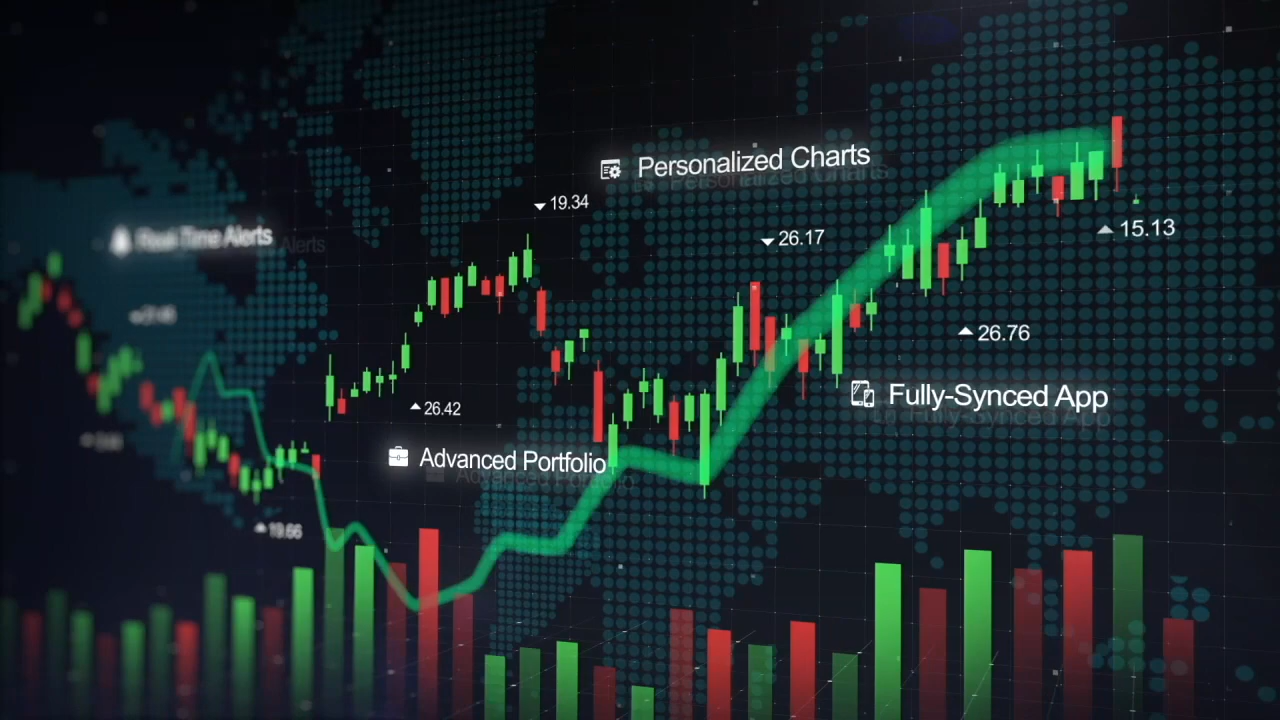 Personalized Charts
19.34
Real-Time Alerts
26.17
15.13
26.76
Fully-Synced App
26.42
Advanced Portfolio
19.66